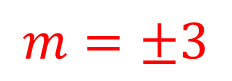 m = ±3